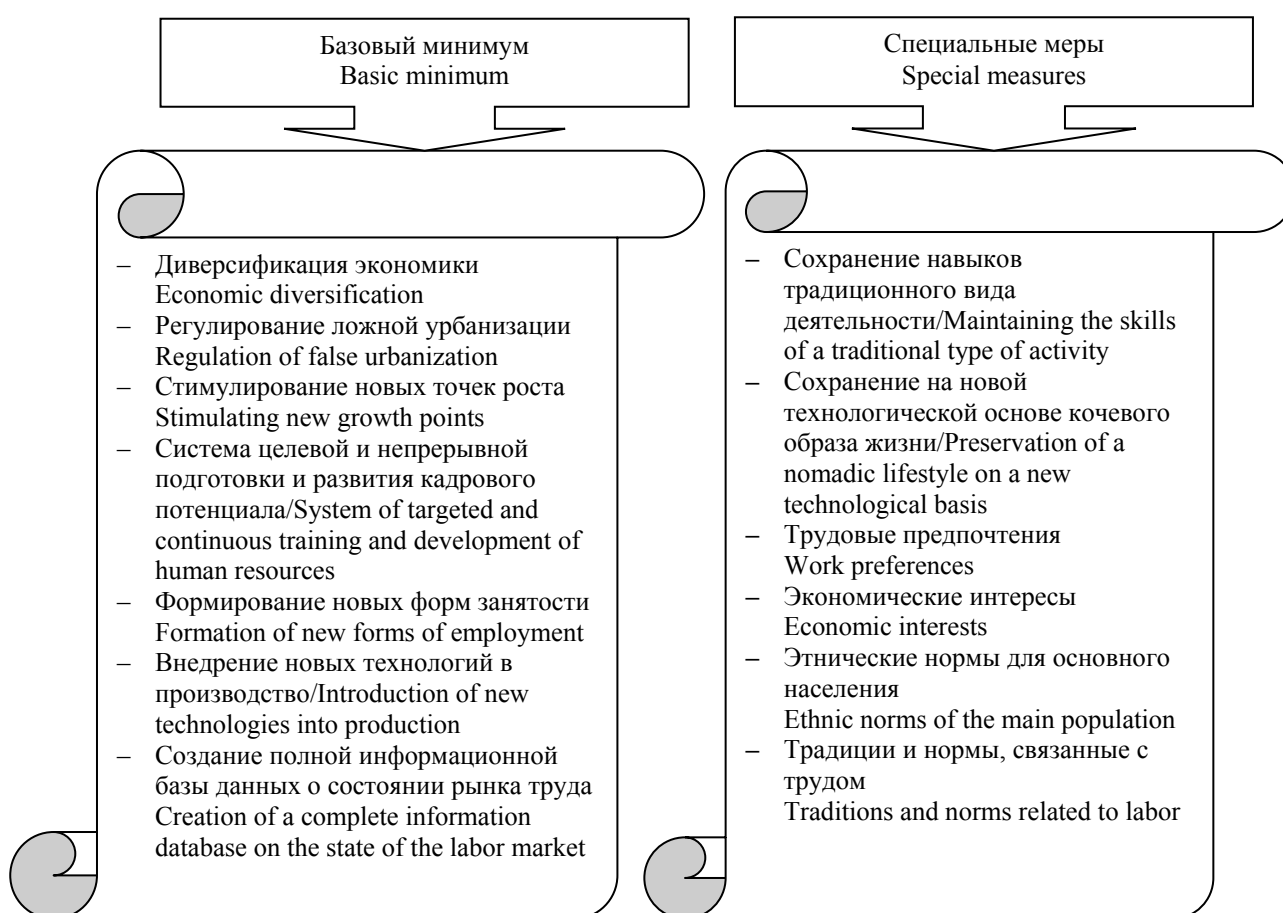 Базовый минимум
Basic minimum
Специальные меры
Special measures
– Диверсификация экономики
Economic diversification
– Регулирование ложной урбанизации
Regulation of false urbanization
– Стимулирование новых точек роста
Stimulating new growth points
– Система целевой и непрерывной
подготовки и развития кадрового
потенциала/System of targeted and
continuous training and development of
human resources
– Формирование новых форм занятости
Formation of new forms of employment
– Внедрение новых технологий в
производство/Introduction of new
technologies into production
– Создание полной информационной
базы данных о состоянии рынка труда
Creation of a complete information
database on the state of the labor market
– Сохранение навыков
традиционного вида
деятельности/Maintaining the skills
of a traditional type of activity
– Сохранение на новой
технологической основе кочевого
образа жизни/Preservation of a
nomadic lifestyle on a new
technological basis
– Трудовые предпочтения
Work preferences
– Экономические интересы
Economic interests
– Этнические нормы для основного
населения
Ethnic norms of the main population
– Традиции и нормы, связанные с
трудом
Traditions and norms related to labor